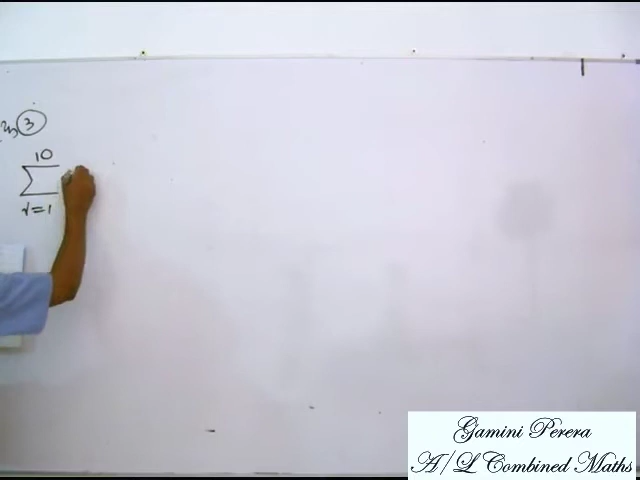 ③
10
∑
r=1
Gamini Perera
A/L Combined Maths